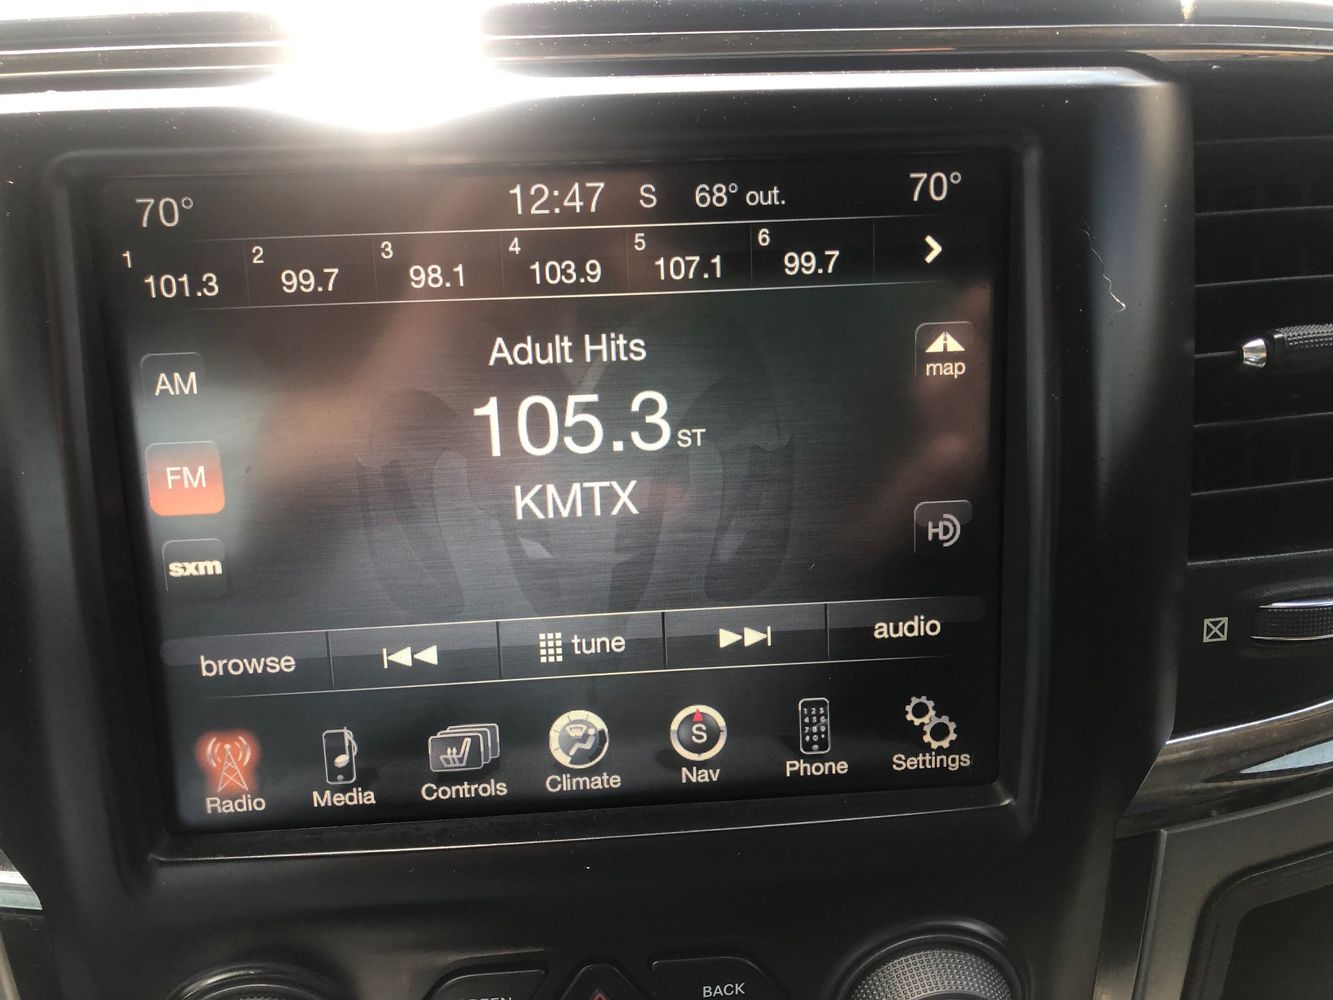 70° 12:47 S 68° out. 70°
1 101.3 2 99.7 3 98.1 4 103.9 5 107.1 6 99.7
Adult Hits
AM
map
105.3 ST
FM
KMTX
HD
sxm
browse tune audio
Radio Media Controls Climate S Nav Phone Settings
BACK